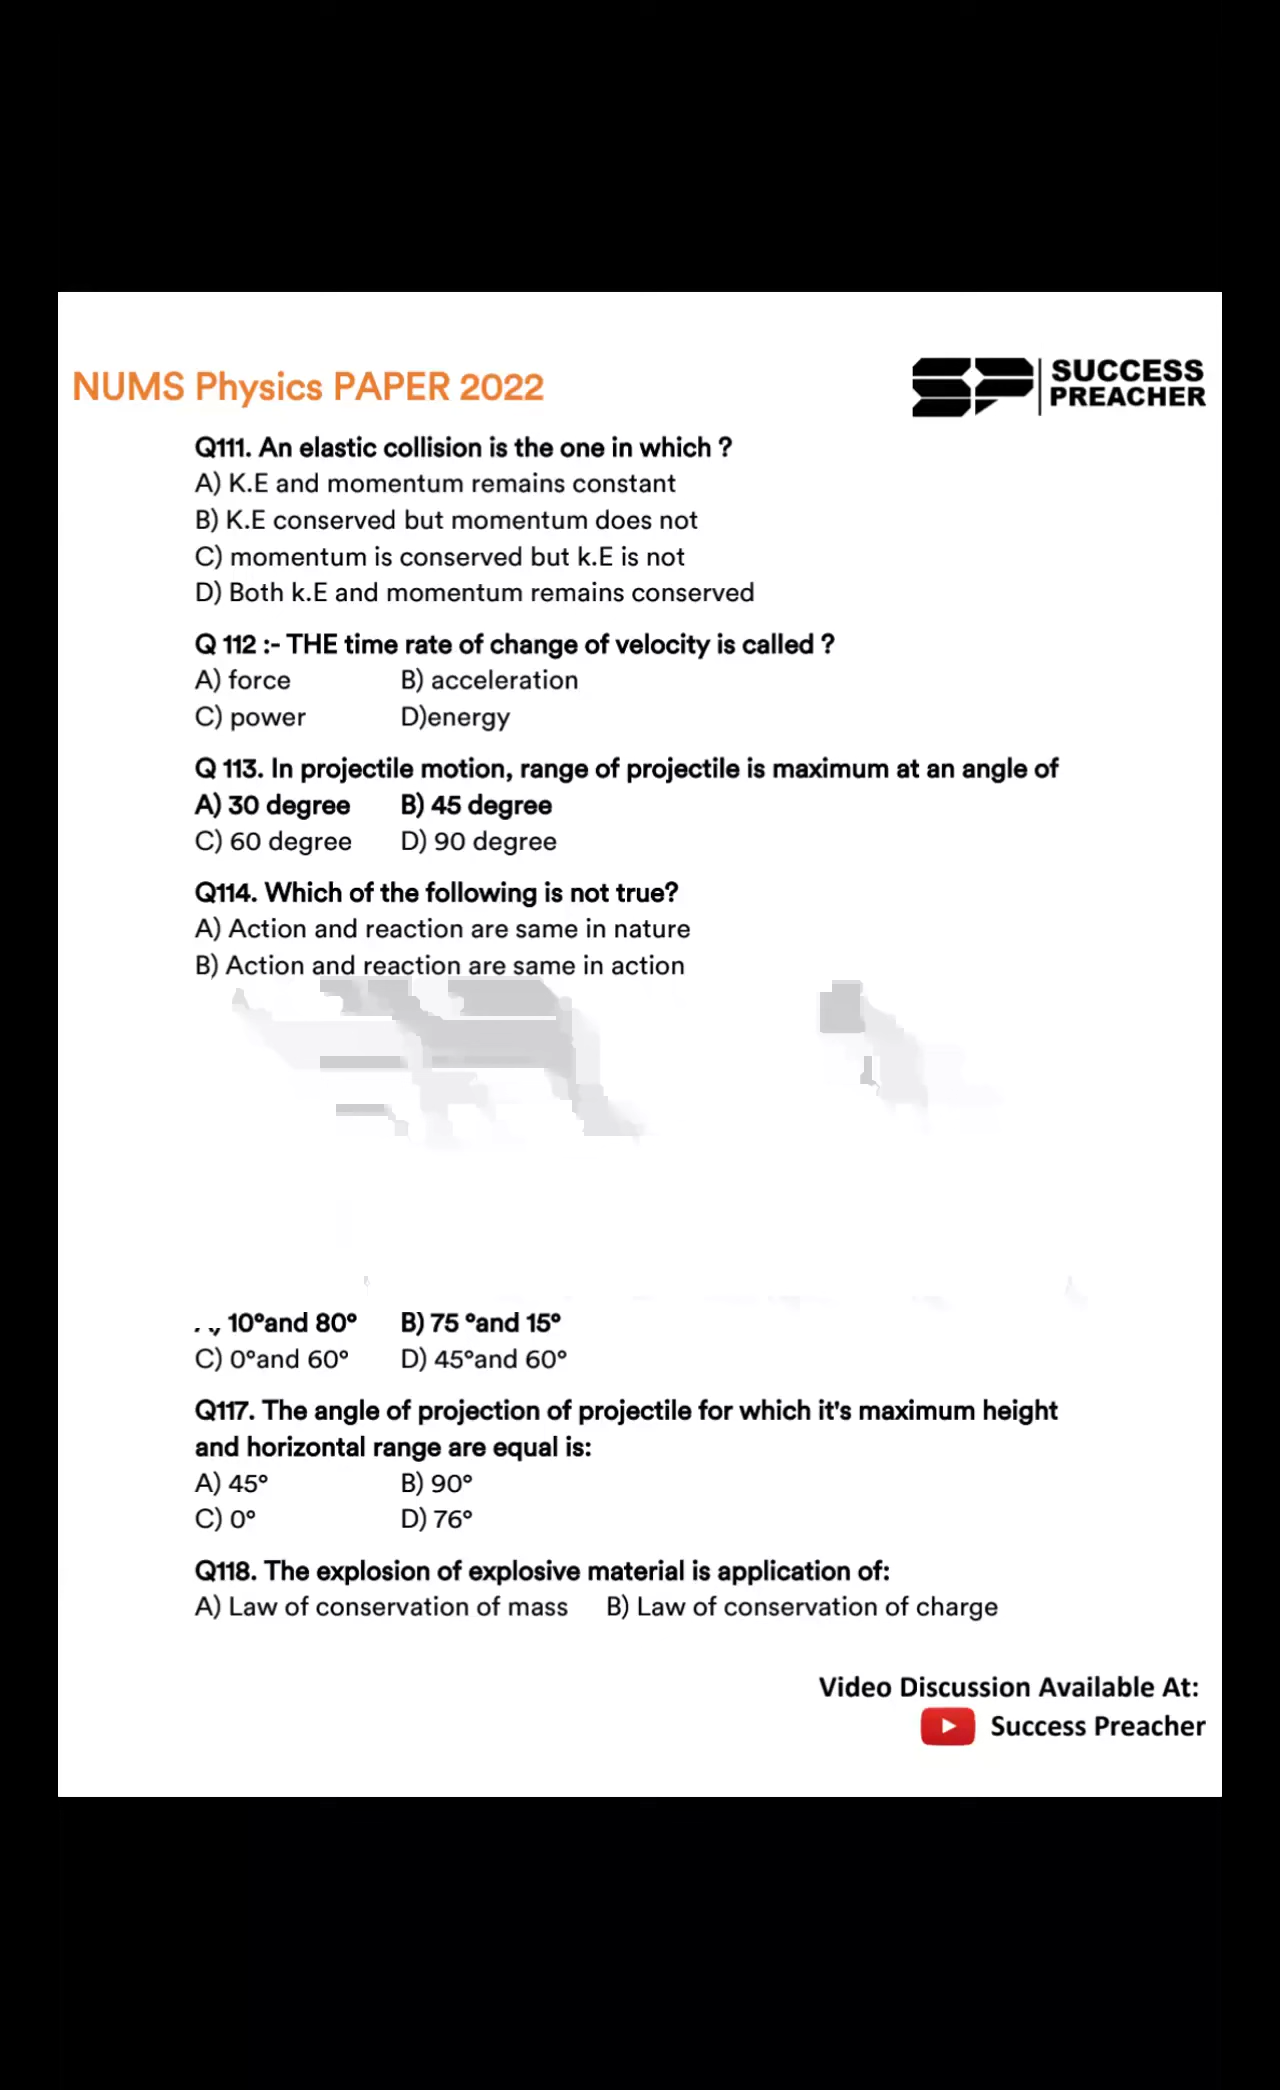 NUMS Physics PAPER 2022
SUCCESS
PREACHER
Q111. An elastic collision is the one in which ?
A) K.E and momentum remains constant
B) K.E conserved but momentum does not
C) momentum is conserved but k.E is not
D) Both k.E and momentum remains conserved
Q 112 :- THE time rate of change of velocity is called ?
A) force B) acceleration
C) power D)energy
Q 113. In projectile motion, range of projectile is maximum at an angle of
A) 30 degree B) 45 degree
C) 60 degree D) 90 degree
Q114. Which of the following is not true?
A) Action and reaction are same in nature
B) Action and reaction are same in action
10°and 80° B) 75 °and 15°
C) 0°and 60° D) 45°and 60°
Q117. The angle of projection of projectile for which it's maximum height
and horizontal range are equal is:
A) 45° B) 90°
C) 0° D) 76°
Q118. The explosion of explosive material is application of:
A) Law of conservation of mass B) Law of conservation of charge
Video Discussion Available At:
Success Preacher